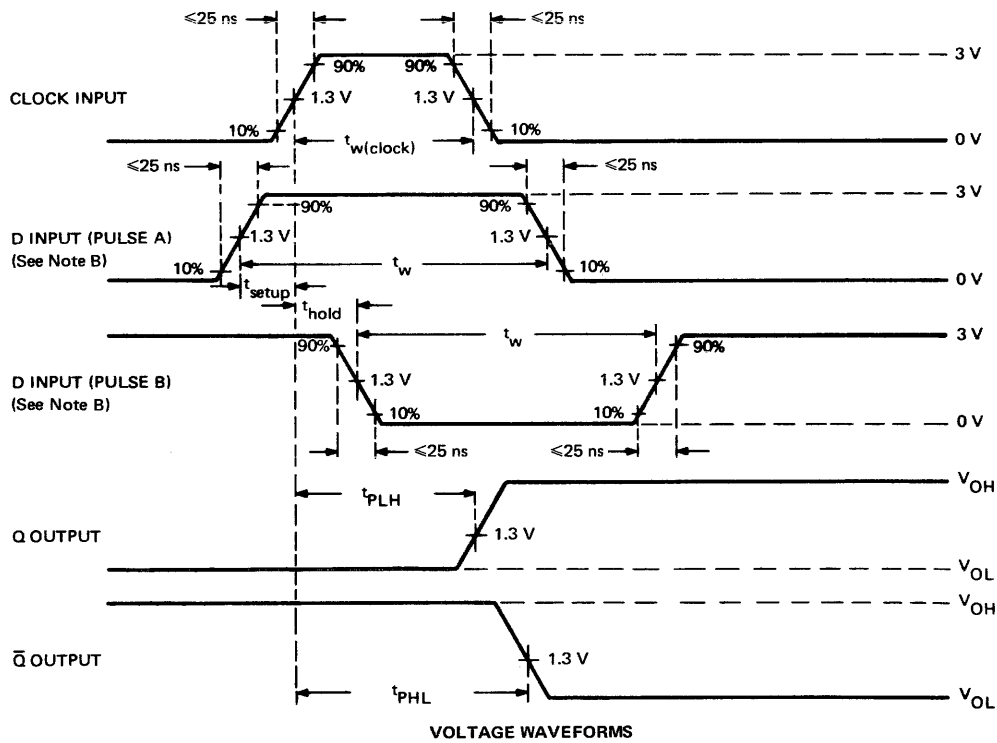 ≤25 ns ≤25 ns
3 V
90% 90%
CLOCK INPUT 1.3 V 1.3 V
10% t w(clock) 10%
0 V
≤25 ns ≤25 ns
3 V
90% 90%
D INPUT (PULSE A) 1.3 V 1.3 V
(See Note B) 10% t w 10%
0 V
t setup
t hold
t w
3 V
90% 90%
D INPUT (PULSE B) 1.3 V 1.3 V
(See Note B) 10% 10%
0 V
≤25 ns ≤25 ns
V OH
t PLH
Q OUTPUT 1.3 V
V OL
V OH
Q̅ OUTPUT 1.3 V
t PHL V OL
VOLTAGE WAVEFORMS